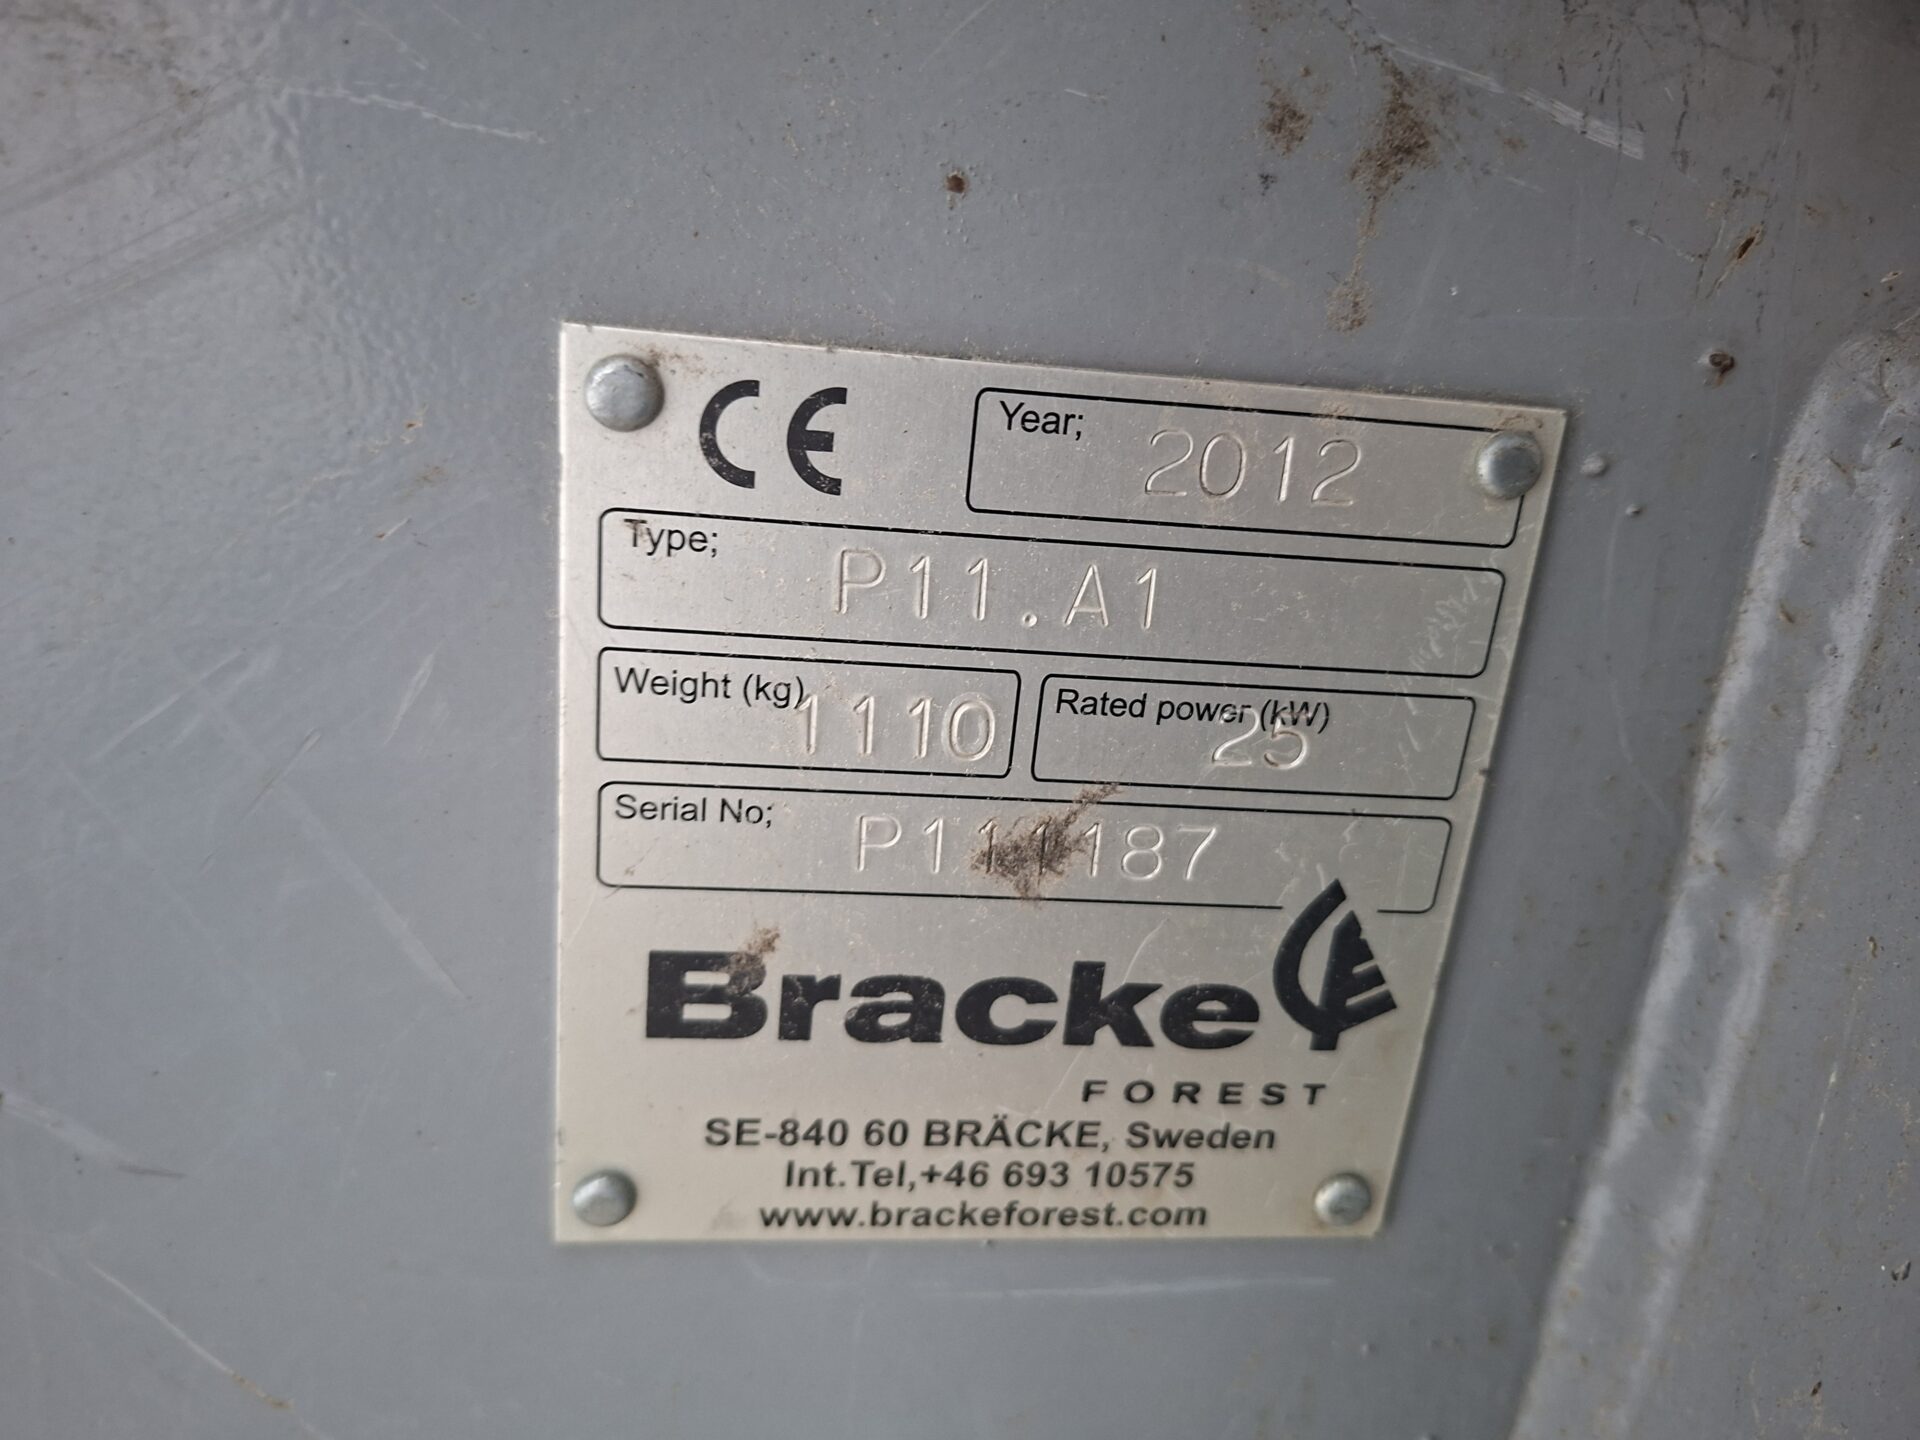 CE
Year; 2012
Type; P11.A1
Weight (kg) 1110
Rated power (kW) 25
Serial No; P111187
Bracke
FOREST
SE-840 60 BRÄCKE, Sweden
Int.Tel,+46 693 10575
www.brackeforest.com